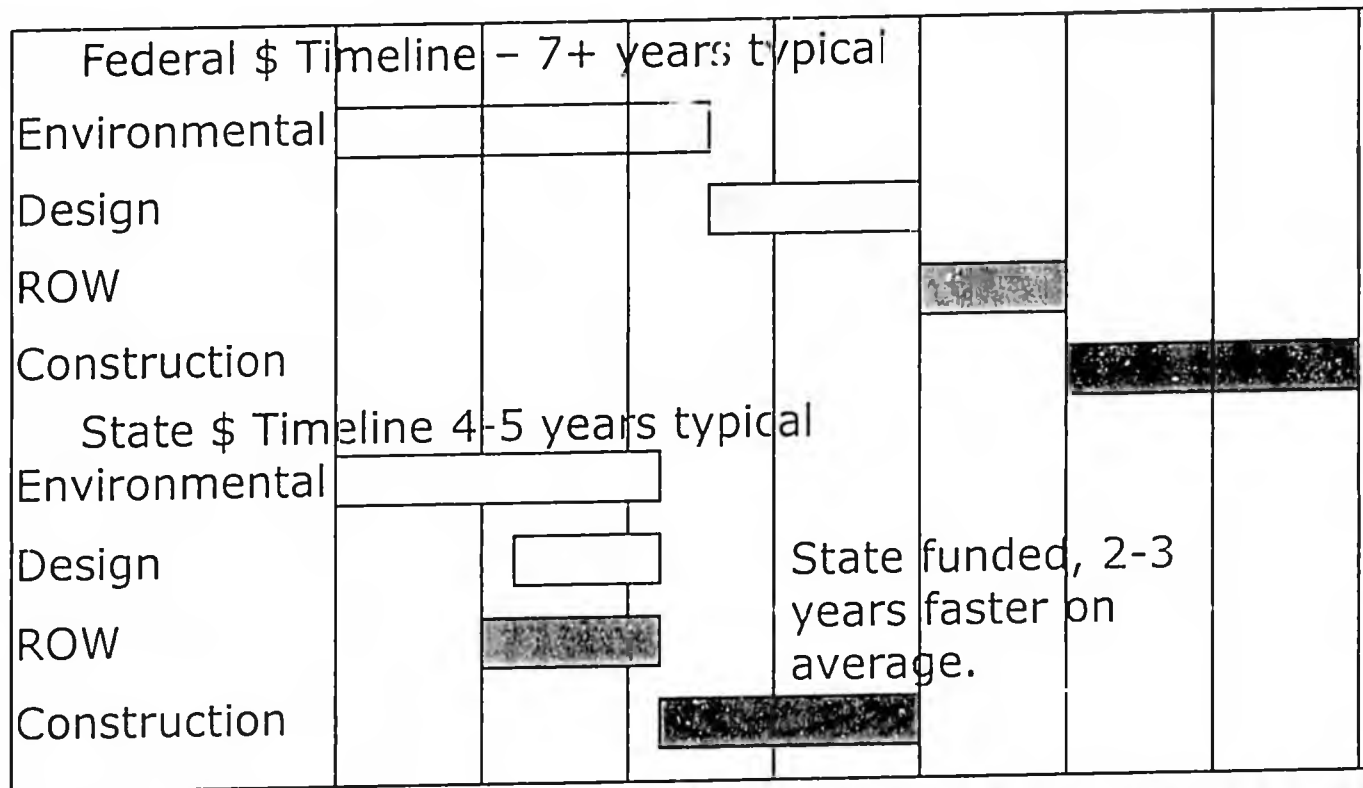 Federal $ Timeline – 7+ years typical
Environmental
Design
ROW
Construction
State $ Timeline 4-5 years typical
Environmental
Design
ROW
Construction
State funded, 2-3
years faster on
average.